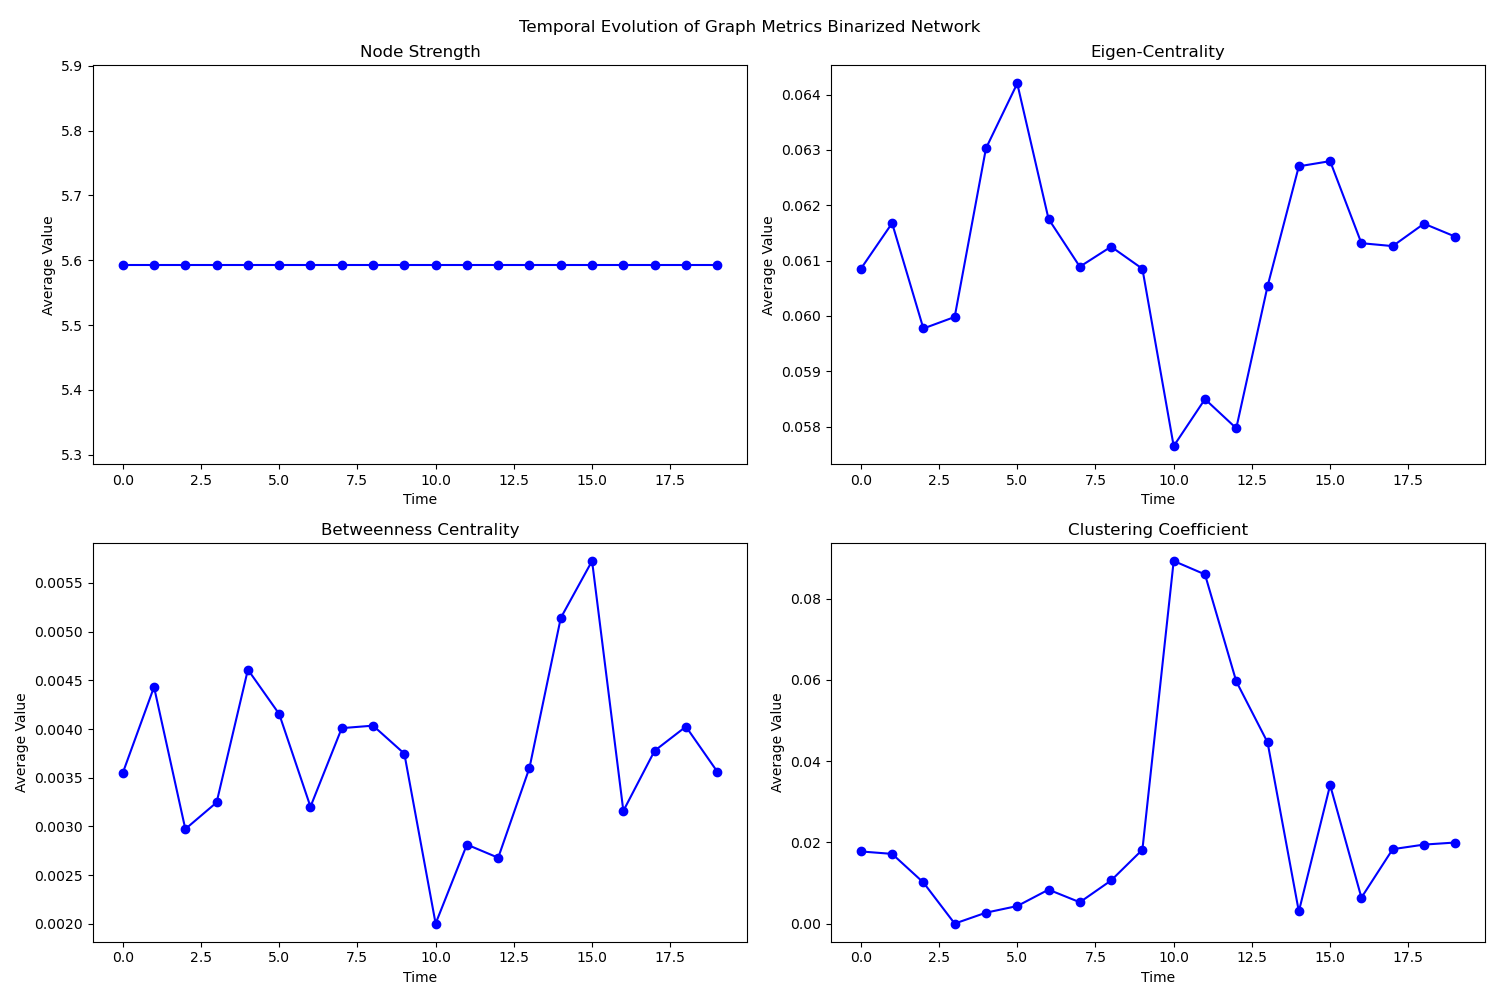 Temporal Evolution of Graph Metrics Binarized Network
Node Strength
5.9
5.8
5.7
5.6
5.5
5.4
5.3
Average Value
0.0 2.5 5.0 7.5 10.0 12.5 15.0 17.5
Time
Eigen-Centrality
0.064
0.063
0.062
0.061
0.060
0.059
0.058
Average Value
0.0 2.5 5.0 7.5 10.0 12.5 15.0 17.5
Time
Betweenness Centrality
0.0055
0.0050
0.0045
0.0040
0.0035
0.0030
0.0025
0.0020
Average Value
0.0 2.5 5.0 7.5 10.0 12.5 15.0 17.5
Time
Clustering Coefficient
0.08
0.06
0.04
0.02
0.00
Average Value
0.0 2.5 5.0 7.5 10.0 12.5 15.0 17.5
Time